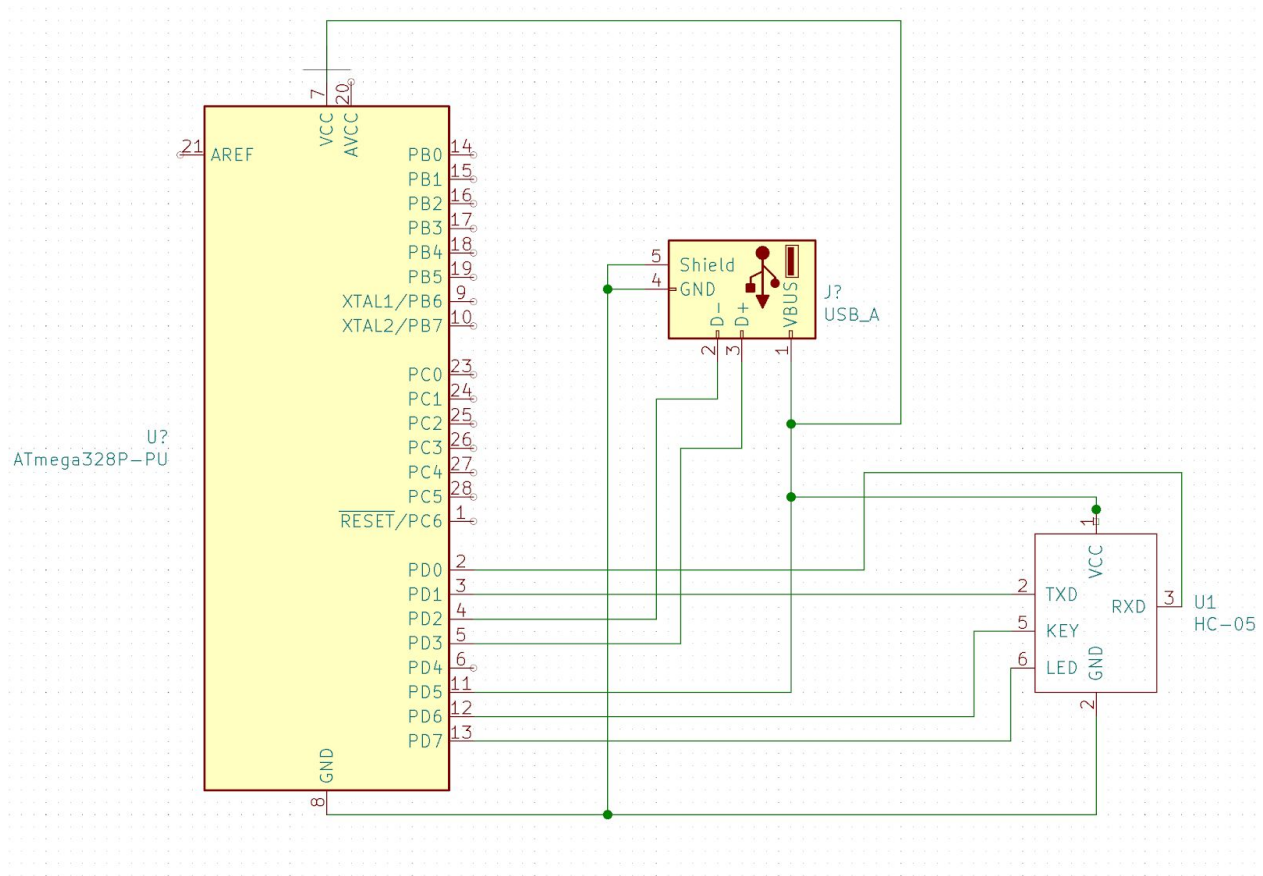 7
VCC
20
AVCC
21
AREF
PB0
14
PB1
15
PB2
16
PB3
17
PB4
18
PB5
19
XTAL1/PB6
9
XTAL2/PB7
10
PC0
23
PC1
24
PC2
25
PC3
26
PC4
27
PC5
28
RESET/PC6
1
PD0
2
PD1
3
PD2
4
PD3
5
PD4
6
PD5
11
PD6
12
PD7
13
GND
8
U?
ATmega328P-PU
5
Shield
4
GND
D-
2
D+
3
VBUS
1
J?
USB_A
1
VCC
2
TXD
5
KEY
6
LED
RXD
3
GND
2
U1
HC-05